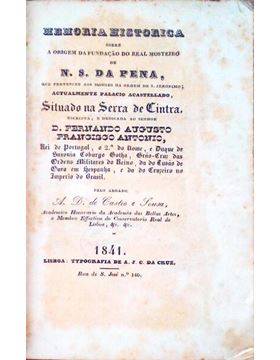 MEMORIA HISTORICA
SOBRE
A ORIGEM DA FUNDAÇÃO DO REAL MOSTEIRO
DE
N. S. DA PENA,
QUE PERTENCEO AOS MONGES DA ORDEM DE S. JERONIMO;
ACTUALMENTE PALACIO ACASTELLADO,
Situado na Serra de Cintra.
ESCRIPTA, E DEDICADA AO SENHOR
D. FERNANDO AUGUSTO
FRANCISCO ANTONIO,
Rei de Portugal, o 2.º do Nome, e Duque de
Saxonia Coburgo Gotha, Grão-Cruz das
Ordens Militares do Reino, da do Tusão de
Ouro em Hespanha, e da do Cruzeiro no
Imperio do Brasil.
PELO ABBADE
A. D. de Castro e Sousa,
Academico Honorario da Academia das Bellas Artes,
e Membro Effectivo do Conservatorio Real de
Lisboa, &c. &c.
1841.
LISBOA: TYPOGRAFIA DE A. J. C. DA CRUZ.
Rua de S. José n.º 140.